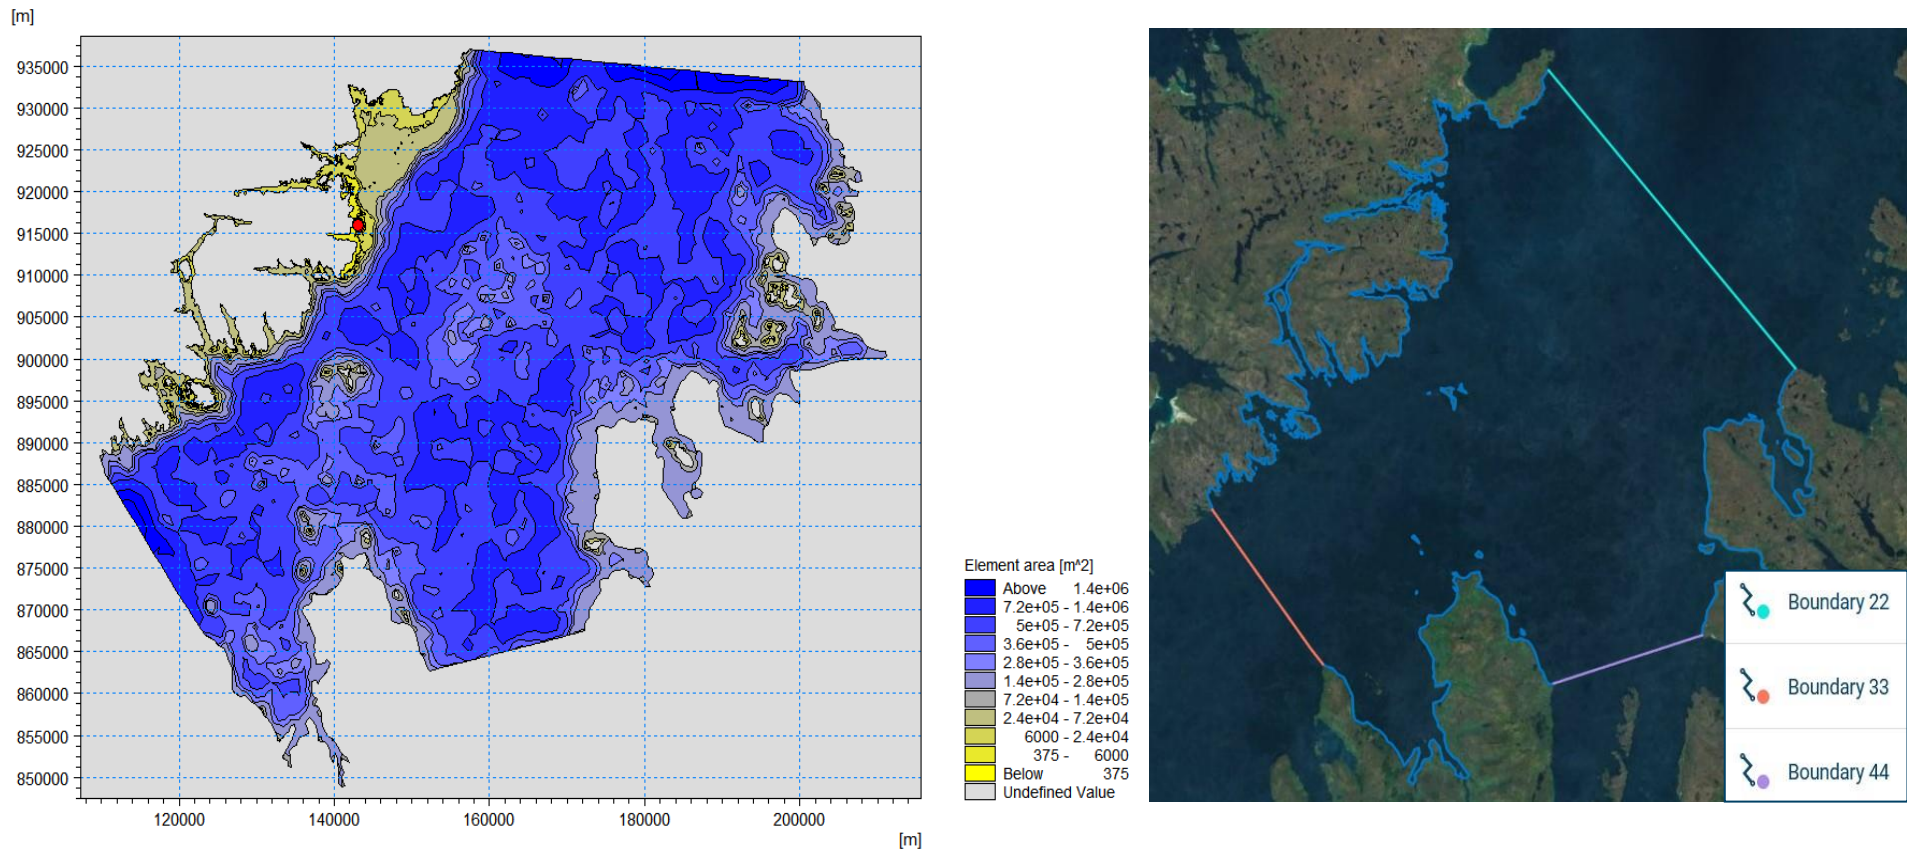 [m]
935000
930000
925000
920000
915000
910000
905000
900000
895000
890000
885000
880000
875000
870000
865000
860000
855000
850000
120000
140000
160000
180000
200000
[m]
Element area [m^2]
Above 1.4e+06
7.2e+05 - 1.4e+06
5e+05 - 7.2e+05
3.6e+05 - 5e+05
2.8e+05 - 3.6e+05
1.4e+05 - 2.8e+05
7.2e+04 - 1.4e+05
2.4e+04 - 7.2e+04
6000 - 2.4e+04
375 - 6000
Below 375
Undefined Value
Boundary 22
Boundary 33
Boundary 44